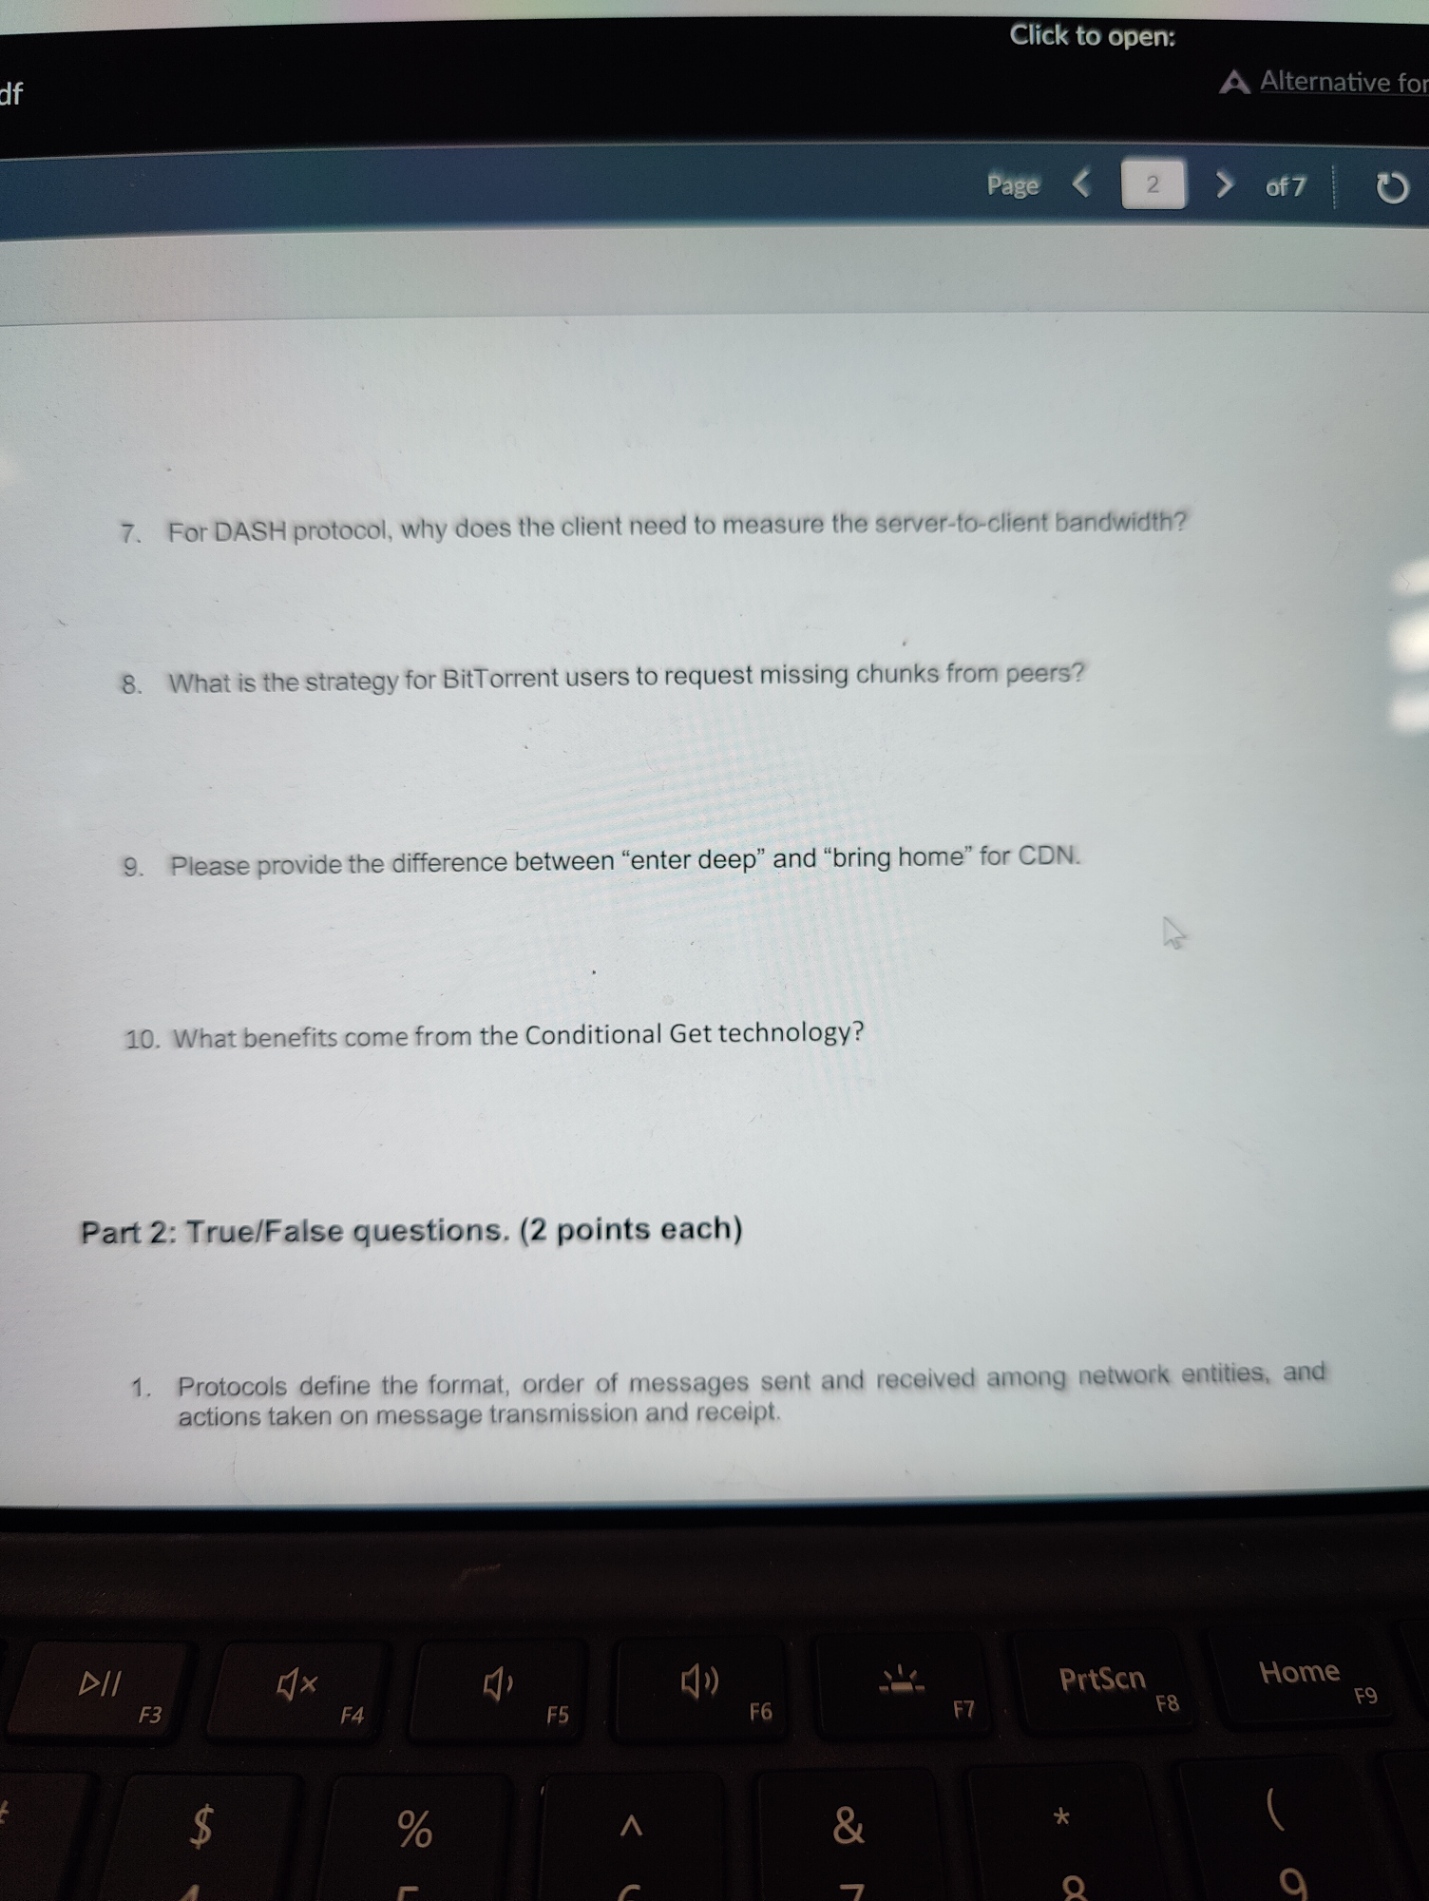 Click to open:
df
Alternative for
Page < 2 > of 7
7. For DASH protocol, why does the client need to measure the server-to-client bandwidth?
8. What is the strategy for BitTorrent users to request missing chunks from peers?
9. Please provide the difference between “enter deep” and “bring home” for CDN.
10. What benefits come from the Conditional Get technology?
Part 2: True/False questions. (2 points each)
1. Protocols define the format, order of messages sent and received among network entities, and
actions taken on message transmission and receipt.
F3 F4 F5 F6 F7 PrtScn F8 Home F9
$ % ^ & * (
7 8 9